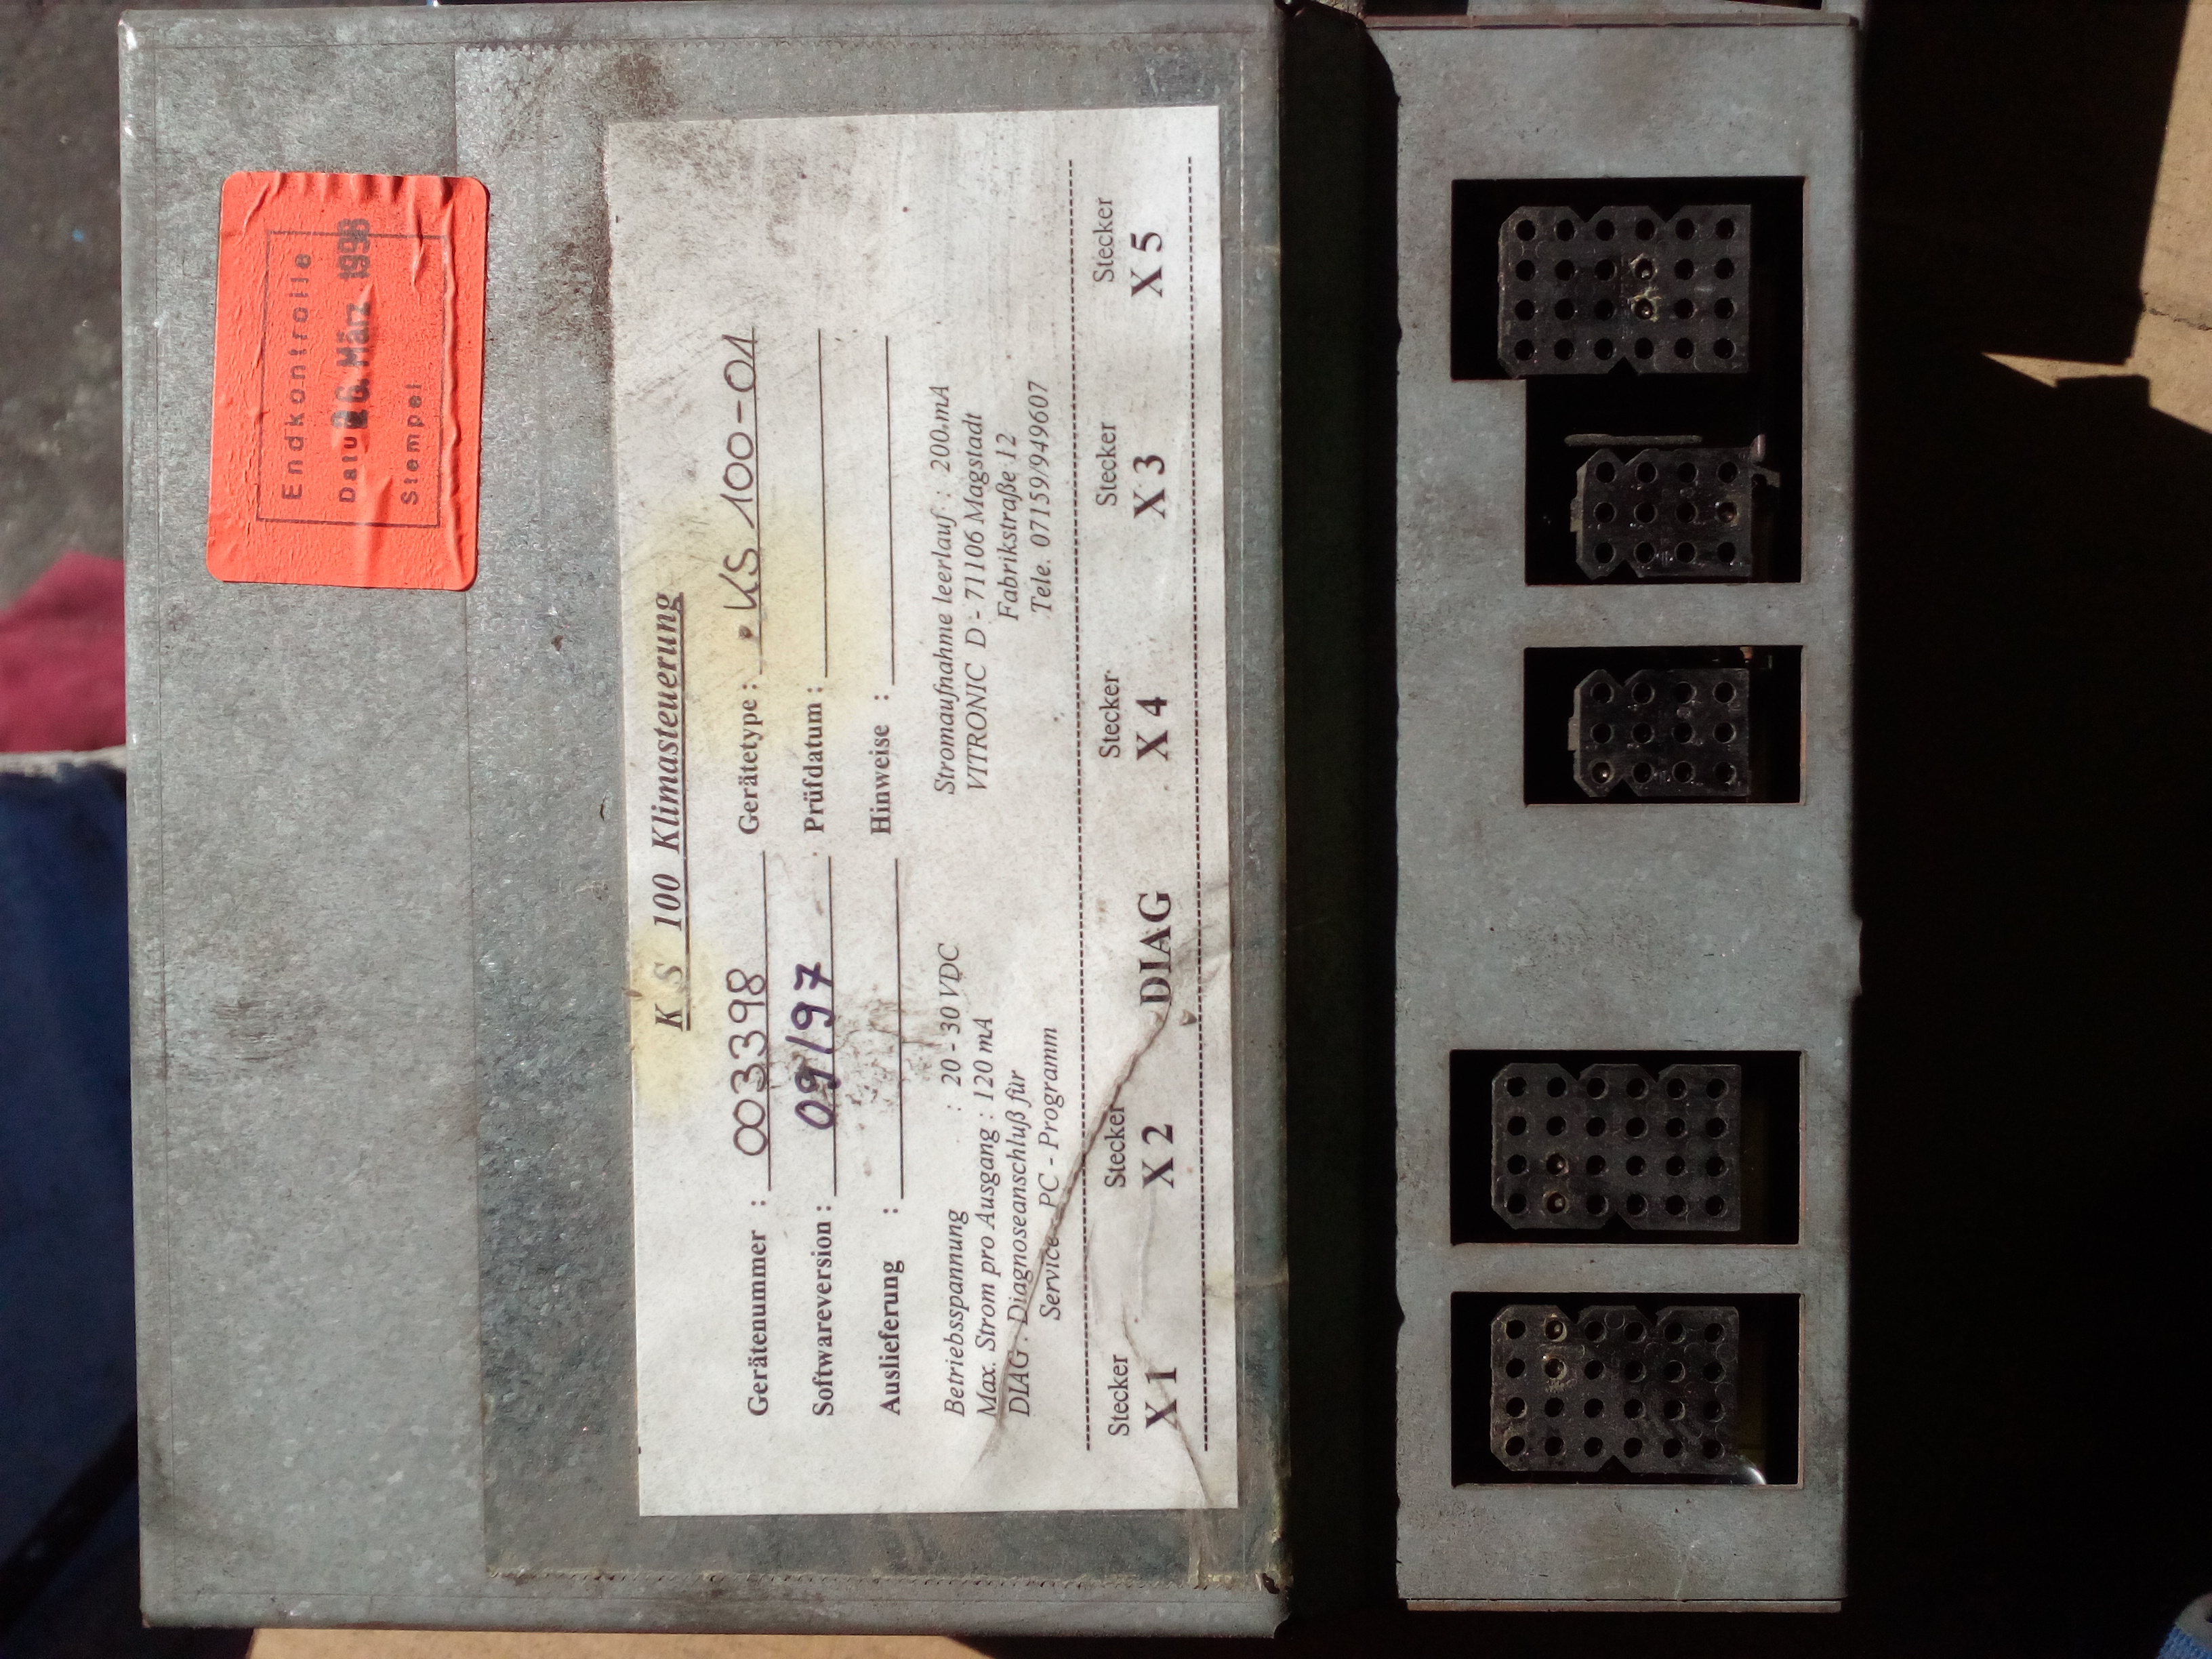 Endkontrolle
Datum 26. März 1998
Stempel
K S 100 Klimasteuerung
Gerätenummer : 003398 Gerätetype : KS 100-01
Softwareversion : 09/97 Prüfdatum :
Auslieferung : Hinweise :
Betriebsspannung : 20 - 30 VDC Stromaufnahme leerlauf : 200mA
Max. Strom pro Ausgang : 120 mA VITRONIC D - 71106 Magstadt
DIAG : Diagnoseanschluß für Fabrikstraße 12
Service - PC - Programm Tele. 07159/949607
Stecker Stecker Stecker Stecker Stecker
X 1 X 2 DIAG X 4 X 3 X 5